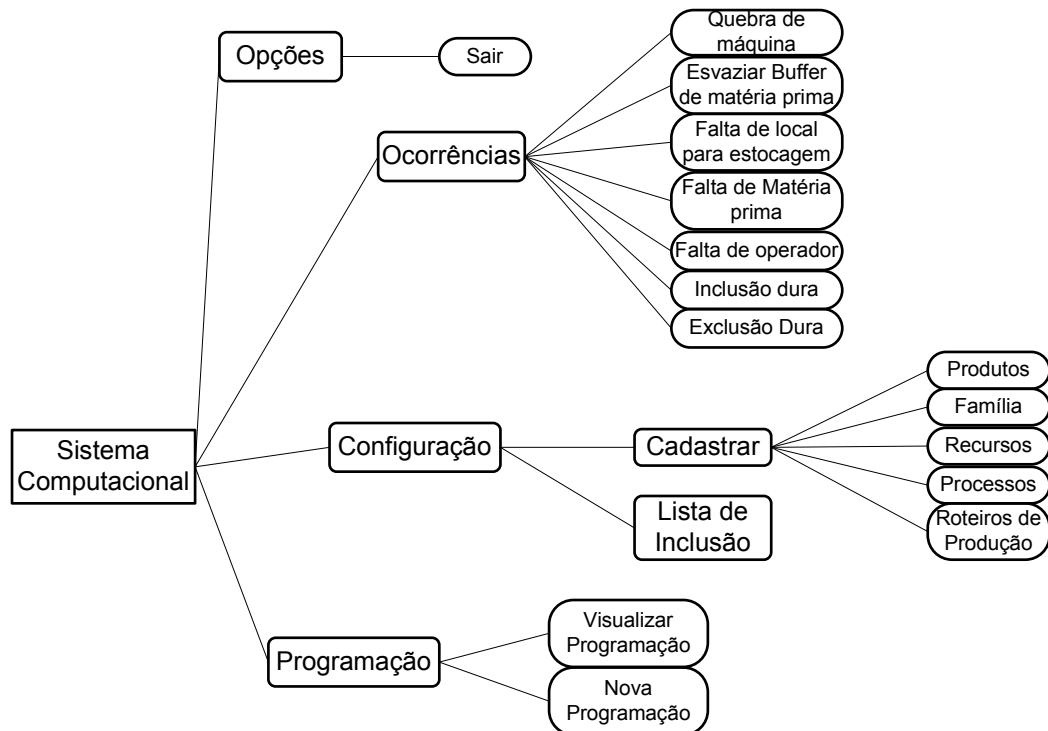 Opções
Sair
Quebra de
máquina
Esvaziar Buffer
de matéria prima
Ocorrências
Falta de local
para estocagem
Falta de Matéria
prima
Falta de operador
Inclusão dura
Exclusão Dura
Sistema
Computacional
Configuração
Cadastrar
Produtos
Família
Recursos
Processos
Roteiros de
Produção
Lista de
Inclusão
Programação
Visualizar
Programação
Nova
Programação